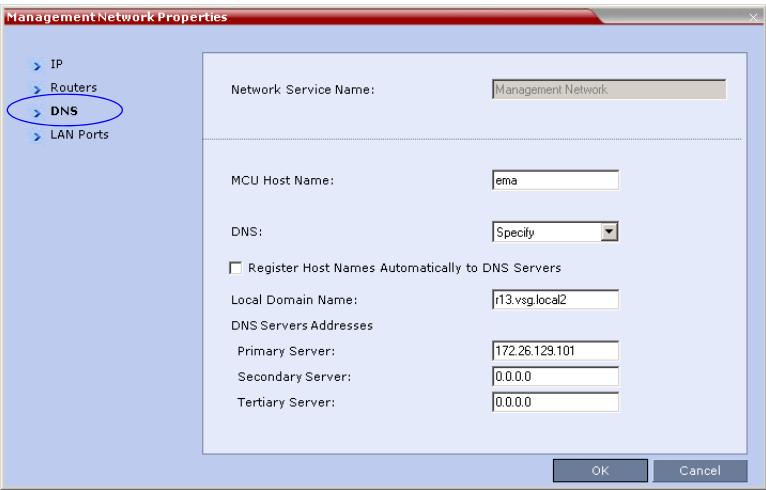 Management Network Properties
IP
Routers
DNS
LAN Ports
Network Service Name: Management Network
MCU Host Name: ema
DNS: Specify
Register Host Names Automatically to DNS Servers
Local Domain Name: r13.vsg.local2
DNS Servers Addresses
Primary Server: 172.26.129.101
Secondary Server: 0.0.0.0
Tertiary Server: 0.0.0.0
OK Cancel